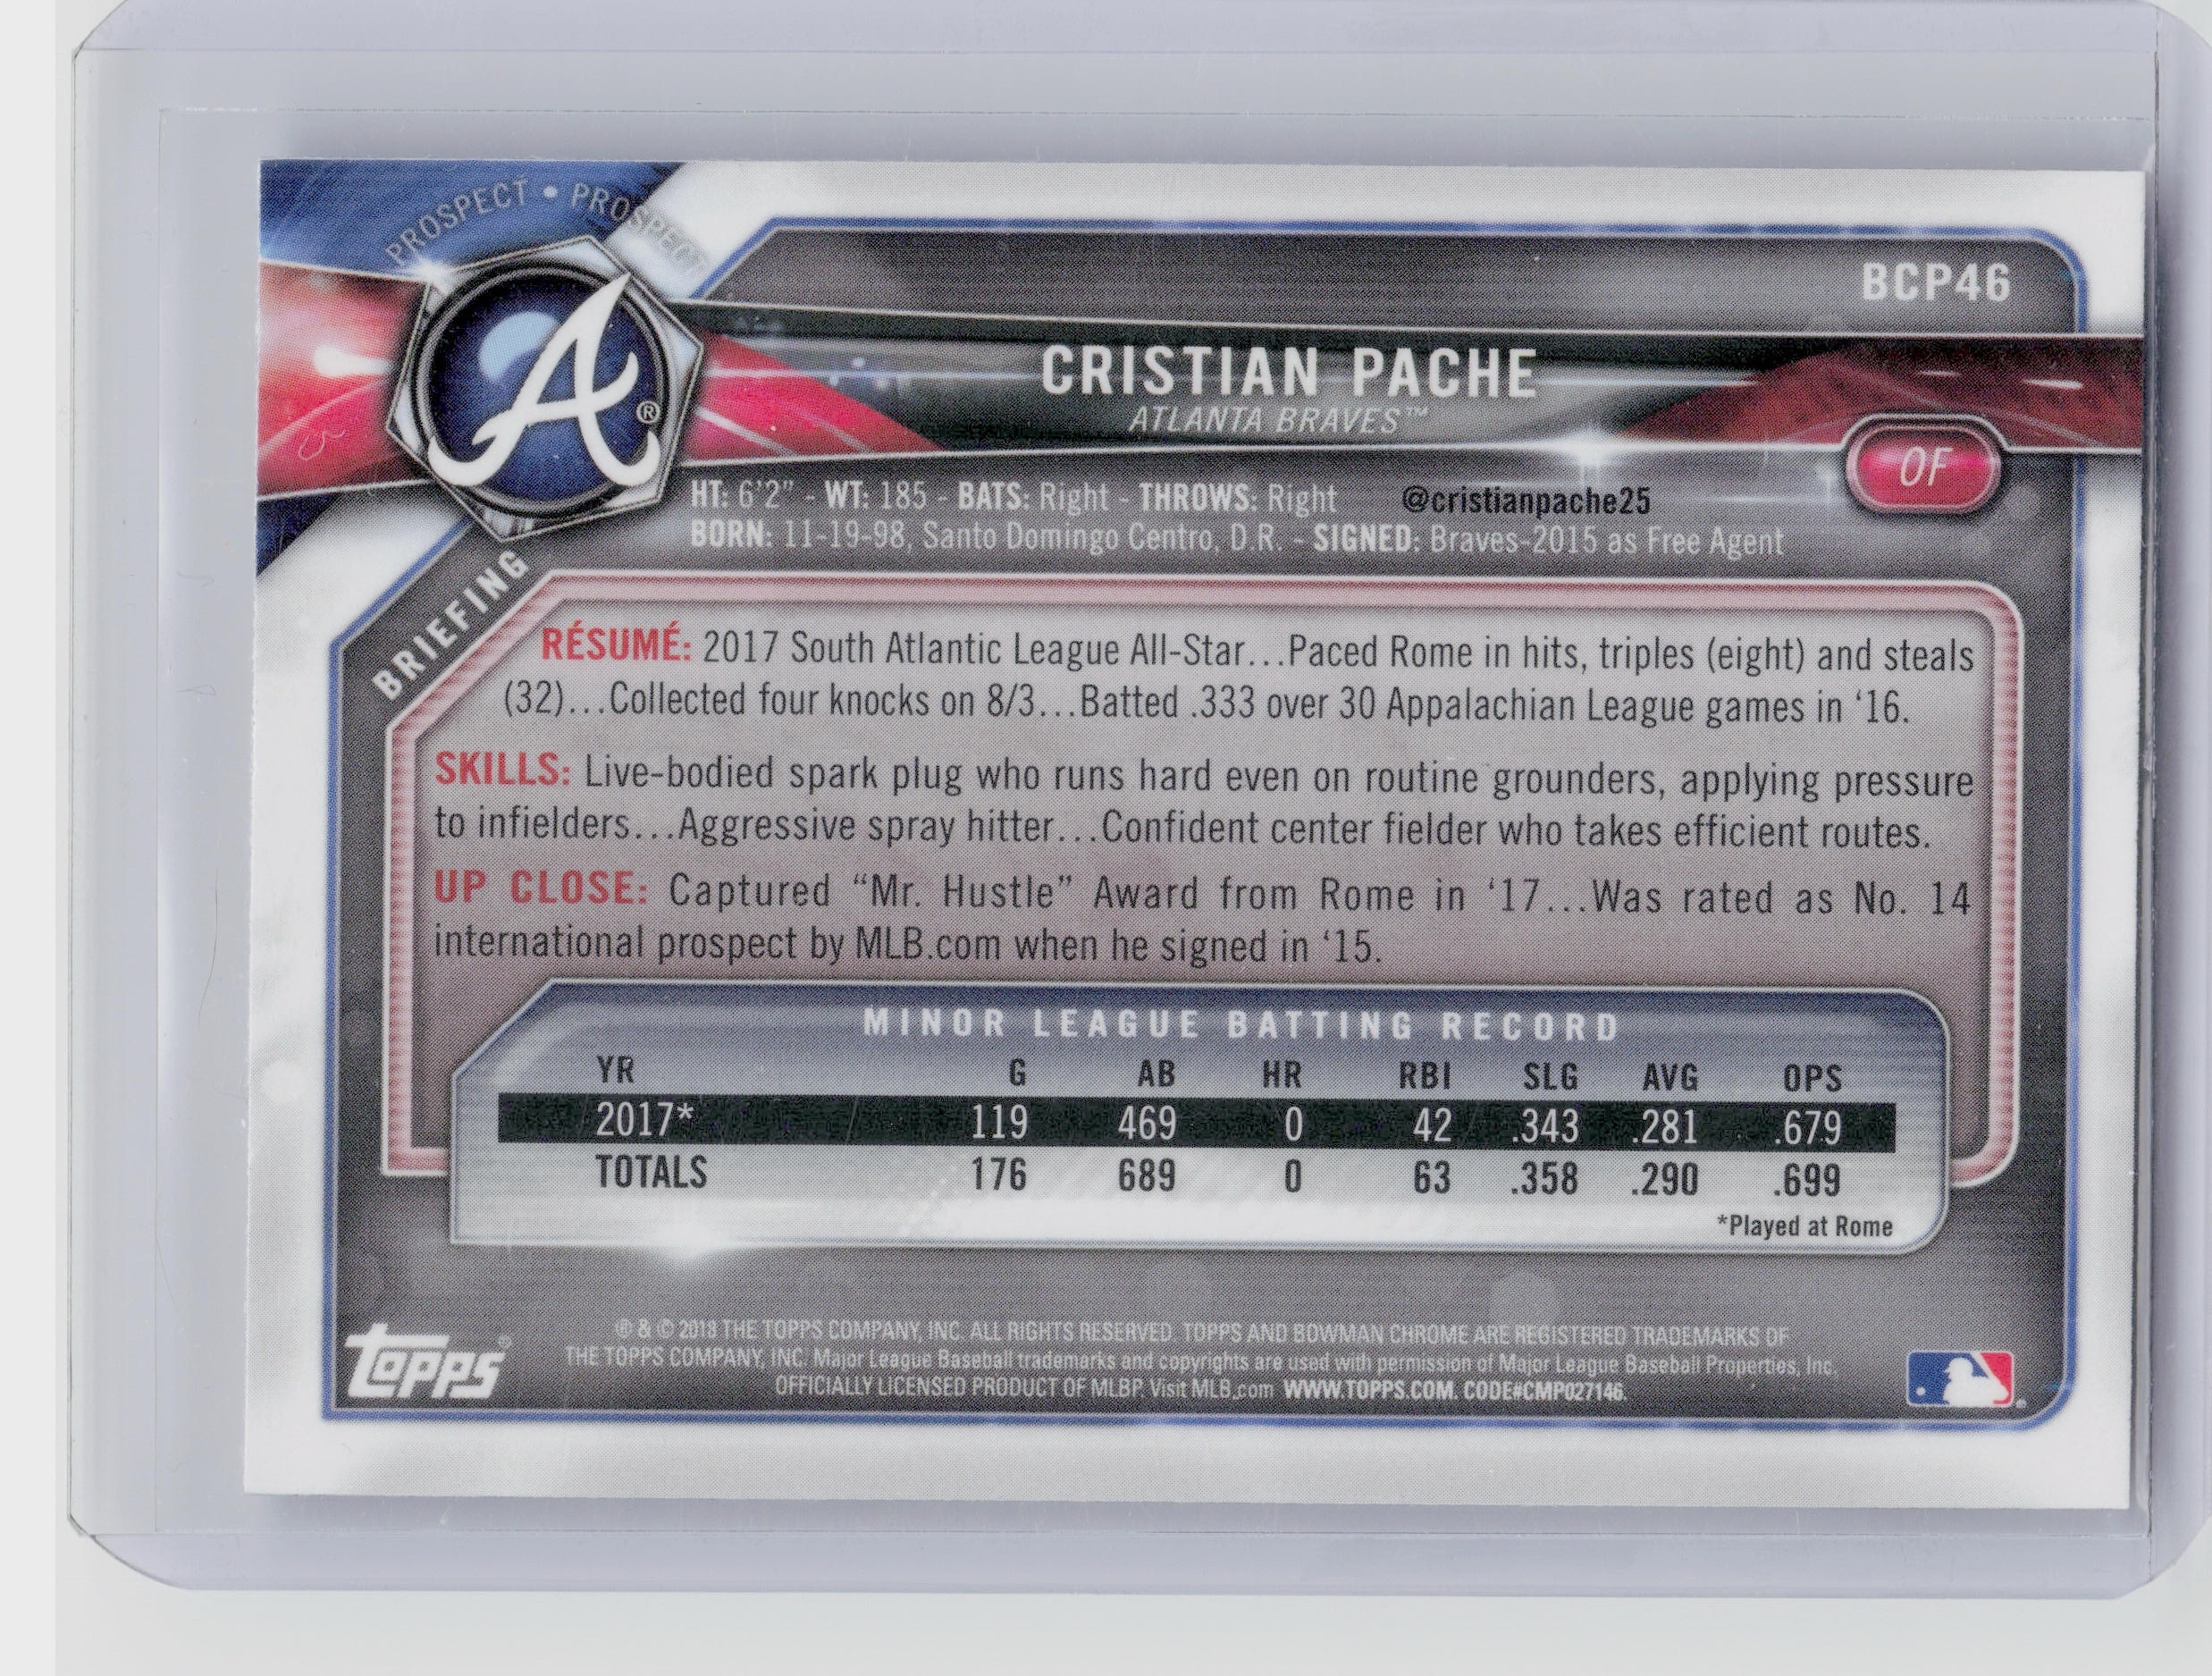 PROSPECT • PROSPECT
BCP46
A®
CRISTIAN PACHE
ATLANTA BRAVES™
OF
HT: 6'2" - WT: 185 - BATS: Right - THROWS: Right @cristianpache25
BORN: 11-19-98, Santo Domingo Centro, D.R. - SIGNED: Braves-2015 as Free Agent
BRIEFING
RÉSUMÉ: 2017 South Atlantic League All-Star...Paced Rome in hits, triples (eight) and steals
(32)...Collected four knocks on 8/3...Batted .333 over 30 Appalachian League games in ‘16.
SKILLS: Live-bodied spark plug who runs hard even on routine grounders, applying pressure
to infielders...Aggressive spray hitter...Confident center fielder who takes efficient routes.
UP CLOSE: Captured “Mr. Hustle” Award from Rome in ‘17...Was rated as No. 14
international prospect by MLB.com when he signed in ‘15.
MINOR LEAGUE BATTING RECORD
YR G AB HR RBI SLG AVG OPS
2017* 119 469 0 42 .343 .281 .679
TOTALS 176 689 0 63 .358 .290 .699
*Played at Rome
® & © 2018 THE TOPPS COMPANY, INC. ALL RIGHTS RESERVED. TOPPS AND BOWMAN CHROME ARE REGISTERED TRADEMARKS OF
THE TOPPS COMPANY, INC. Major League Baseball trademarks and copyrights are used with permission of Major League Baseball Properties, Inc.
OFFICIALLY LICENSED PRODUCT OF MLBP. Visit MLB.com WWW.TOPPS.COM. CODE#CMP027146.
topps®